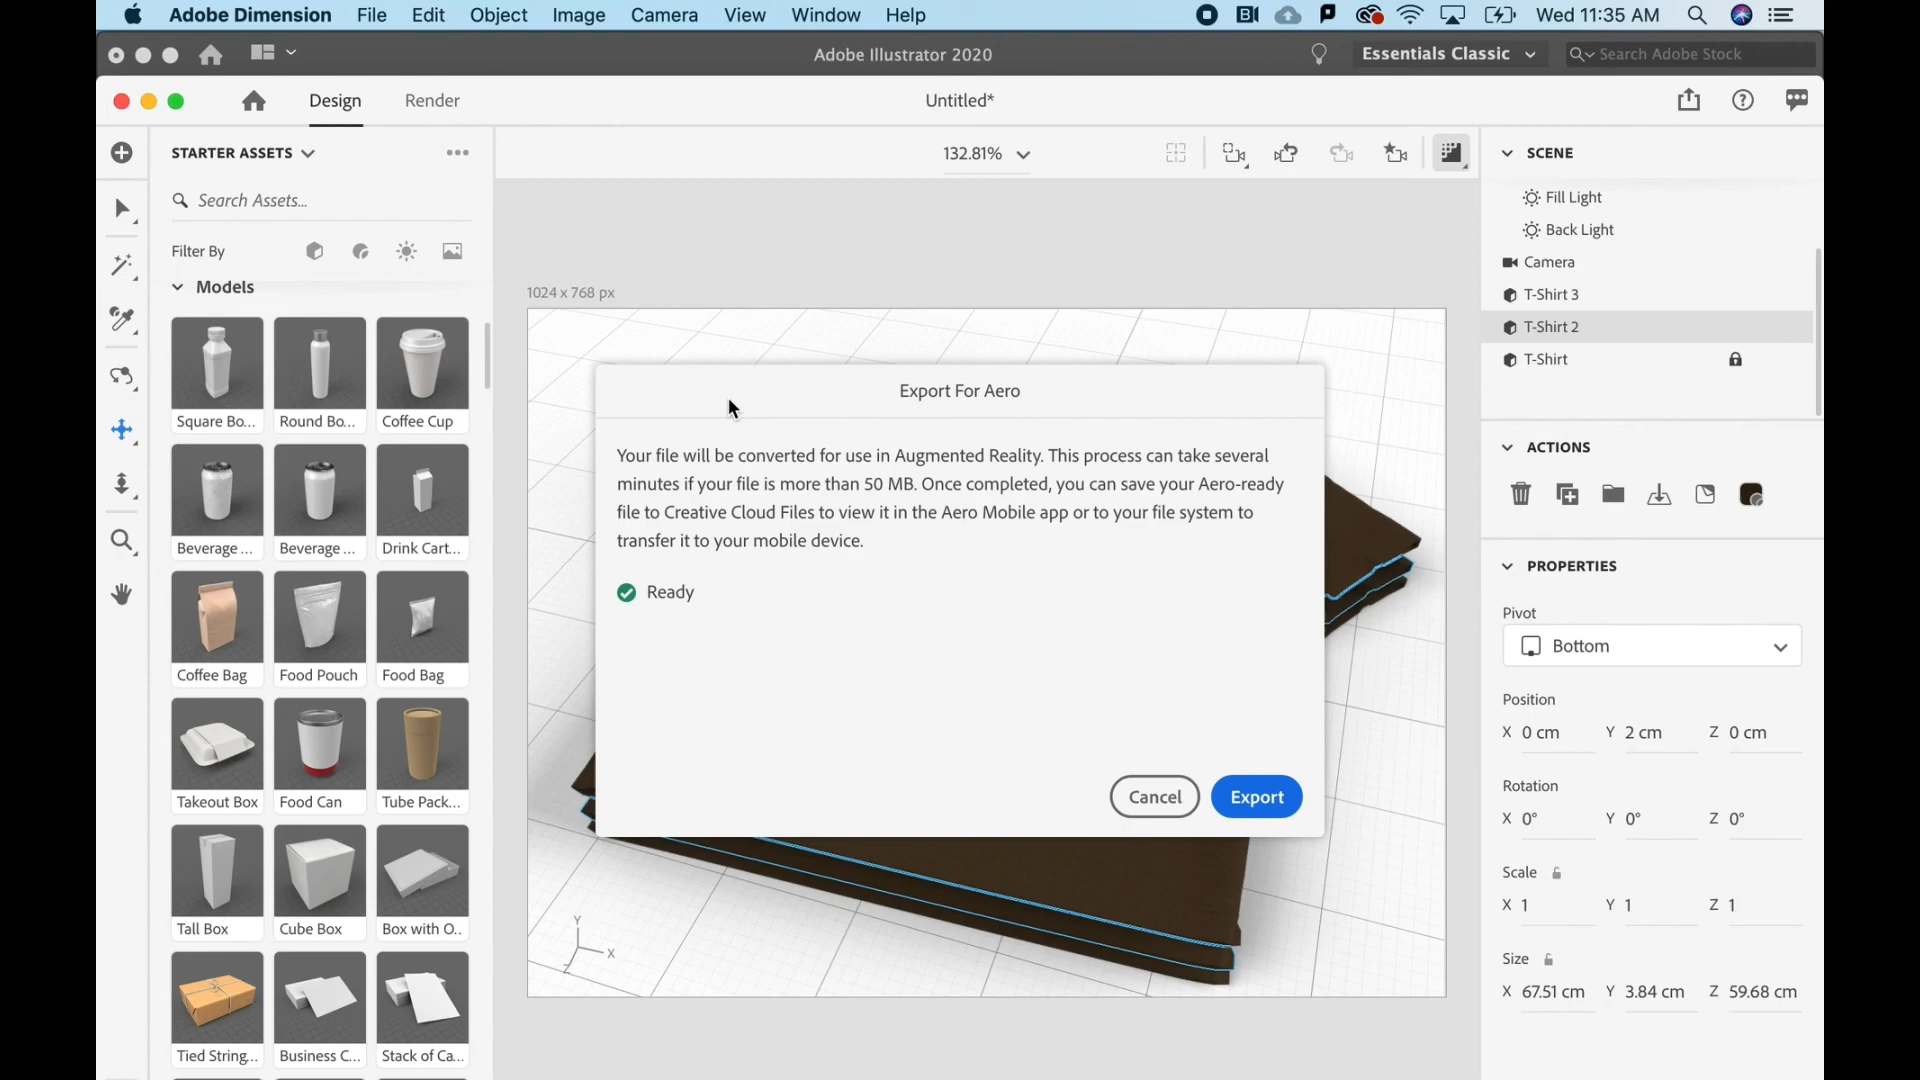 Adobe Dimension File Edit Object Image Camera View Window Help Wed 11:35 AM
Adobe Illustrator 2020 Essentials Classic Search Adobe Stock
Design Render Untitled*
STARTER ASSETS
Search Assets...
Filter By
Models
Square Bo... Round Bo... Coffee Cup
Beverage ... Beverage ... Drink Cart...
Coffee Bag Food Pouch Food Bag
Takeout Box Food Can Tube Pack...
Tall Box Cube Box Box with O..
Tied String... Business C... Stack of Ca...
132.81%
1024 x 768 px
Export For Aero
Your file will be converted for use in Augmented Reality. This process can take several
minutes if your file is more than 50 MB. Once completed, you can save your Aero-ready
file to Creative Cloud Files to view it in the Aero Mobile app or to your file system to
transfer it to your mobile device.
Ready
Cancel Export
Y
X
Z
SCENE
Fill Light
Back Light
Camera
T-Shirt 3
T-Shirt 2
T-Shirt
ACTIONS
PROPERTIES
Pivot
Bottom
Position
X 0 cm Y 2 cm Z 0 cm
Rotation
X 0° Y 0° Z 0°
Scale
X 1 Y 1 Z 1
Size
X 67.51 cm Y 3.84 cm Z 59.68 cm